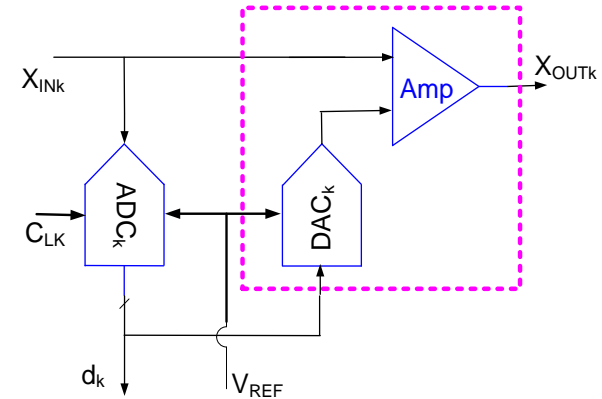 X_INk
Amp
X_OUTk
ADC_k
DAC_k
C_LK
d_k
V_REF